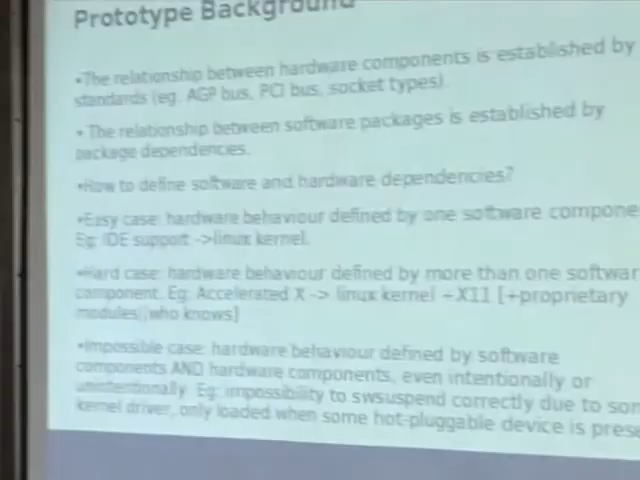 Prototype Background
•The relationship between hardware components is established by
standards (eg. AGP bus, PCI bus, socket types).
• The relationship between software packages is established by
package dependencies.
•How to define software and hardware dependencies?
•Easy case: hardware behaviour defined by one software compone
Eg: IDE support ->linux kernel.
•Hard case: hardware behaviour defined by more than one softwar
component. Eg: Accelerated X -> linux kernel +X11 [+proprietary
modules][who knows]
•Impossible case: hardware behaviour defined by software
components AND hardware components, even intentionally or
unintentionally. Eg: impossibility to swsuspend correctly due to som
kernel driver, only loaded when some hot-pluggable device is prese